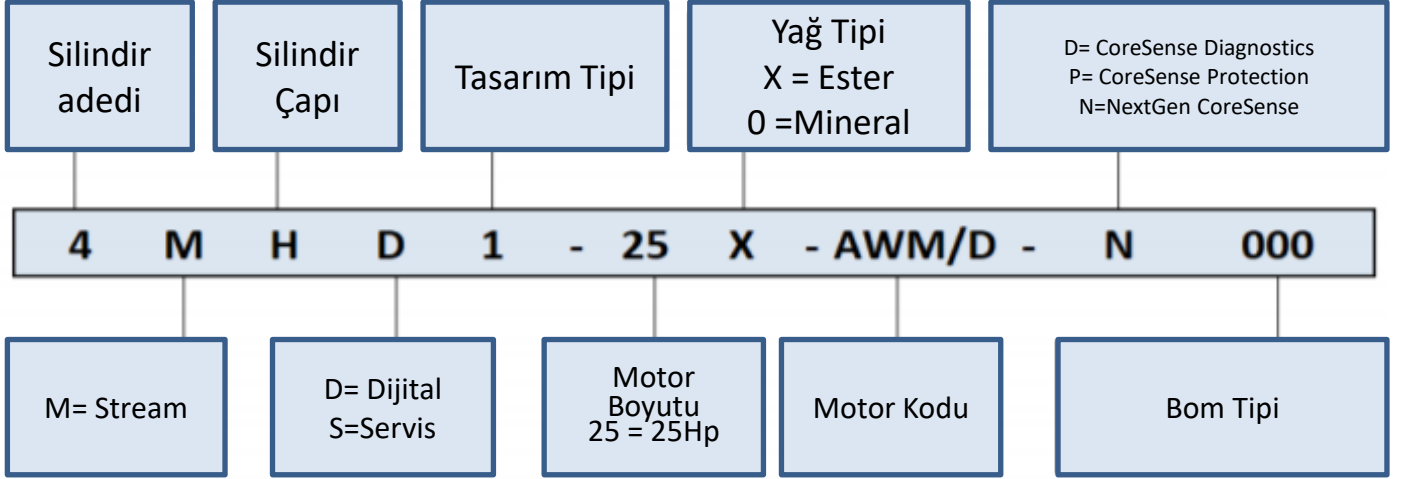 Silindir
adedi
Silindir
Çapı
Tasarım Tipi
Yağ Tipi
X = Ester
0 =Mineral
D= CoreSense Diagnostics
P= CoreSense Protection
N=NextGen CoreSense
4 M H D 1 - 25 X - AWM/D - N 000
M= Stream
D= Dijital
S=Servis
Motor
Boyutu
25 = 25Hp
Motor Kodu
Bom Tipi